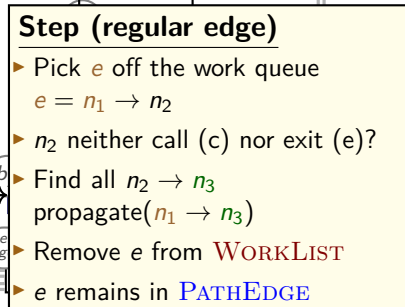 Step (regular edge)
▶ Pick e off the work queue
e = n₁ → n₂
▶ n₂ neither call (c) nor exit (e)?
▶ Find all n₂ → n₃
propagate(n₁ → n₃)
▶ Remove e from WORKLIST
▶ e remains in PATHEDGE